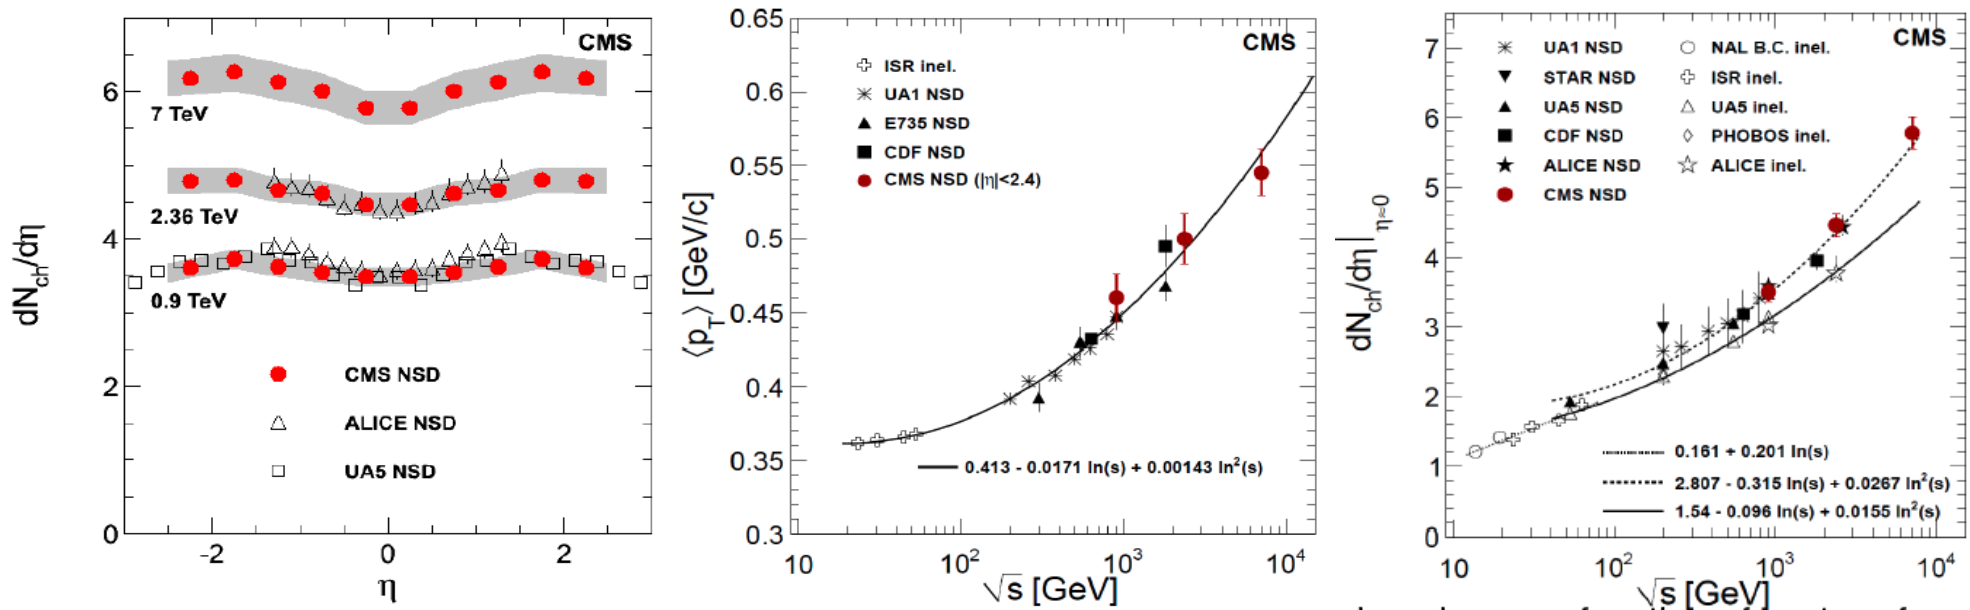 CMS
6
7 TeV
2.36 TeV
4
0.9 TeV
2
CMS NSD
ALICE NSD
UA5 NSD
0
-2 0 2
η
dN_ch/dη
0.65
CMS
ISR inel.
UA1 NSD
0.6
E735 NSD
CDF NSD
0.55
CMS NSD (|η|<2.4)
0.5
0.45
0.4
0.35
0.413 - 0.0171 ln(s) + 0.00143 ln²(s)
0.3
10 10² 10³ 10⁴
√s [GeV]
⟨p_T⟩ [GeV/c]
CMS
7
UA1 NSD NAL B.C. inel.
STAR NSD ISR inel.
UA5 NSD UA5 inel.
6
CDF NSD PHOBOS inel.
ALICE NSD ALICE inel.
5
CMS NSD
4
3
2
1
0.161 + 0.201 ln(s)
2.807 - 0.315 ln(s) + 0.0267 ln²(s)
1.54 - 0.096 ln(s) + 0.0155 ln²(s)
0
10 10² 10³ 10⁴
√s [GeV]
dN_ch/dη|_η≈0